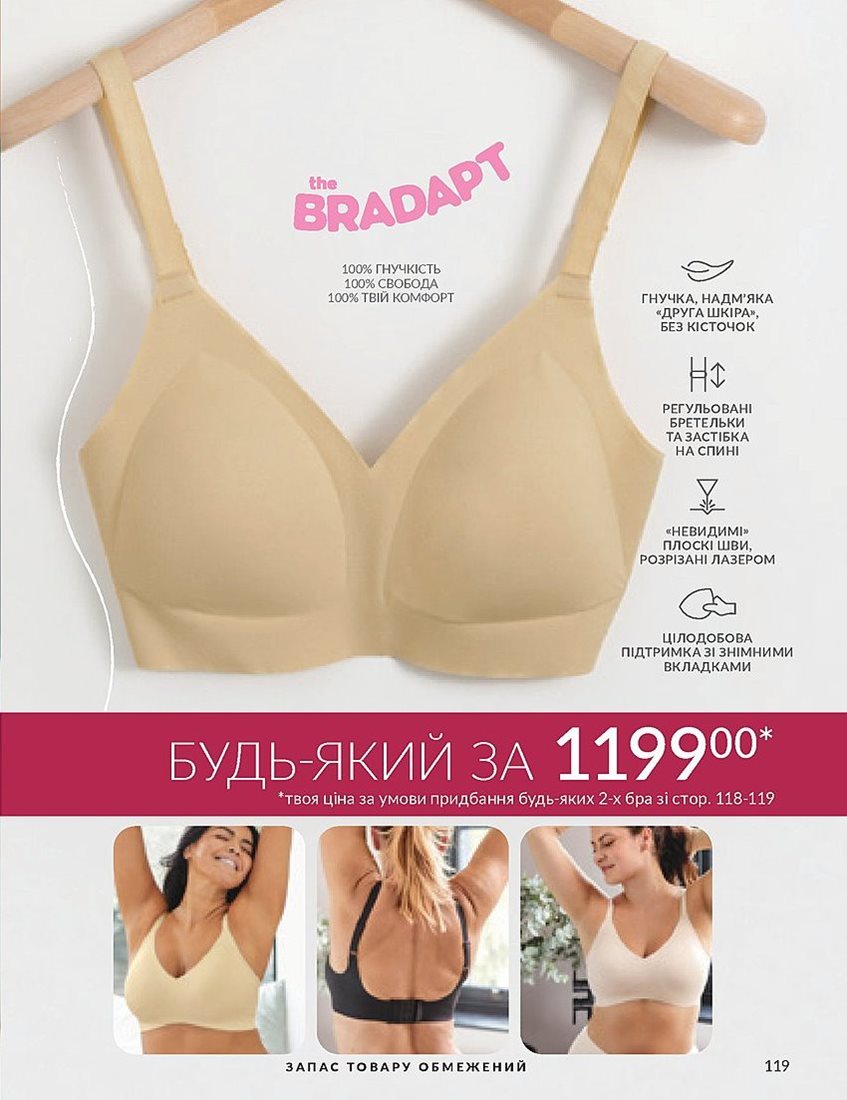 the
BRADAPT
100% ГНУЧКІСТЬ
100% СВОБОДА
100% ТВІЙ КОМФОРТ
ГНУЧКА, НАДМ'ЯКА
«ДРУГА ШКІРА»,
БЕЗ КІСТОЧОК
РЕГУЛЬОВАНІ
БРЕТЕЛЬКИ
ТА ЗАСТІБКА
НА СПИНІ
«НЕВИДИМІ»
ПЛОСКІ ШВИ,
РОЗРІЗАНІ ЛАЗЕРОМ
ЦІЛОДОБОВА
ПІДТРИМКА ЗІ ЗНІМНИМИ
ВКЛАДКАМИ
БУДЬ-ЯКИЙ ЗА 119900*
*твоя ціна за умови придбання будь-яких 2-х бра зі стор. 118-119
ЗАПАС ТОВАРУ ОБМЕЖЕНИЙ
119